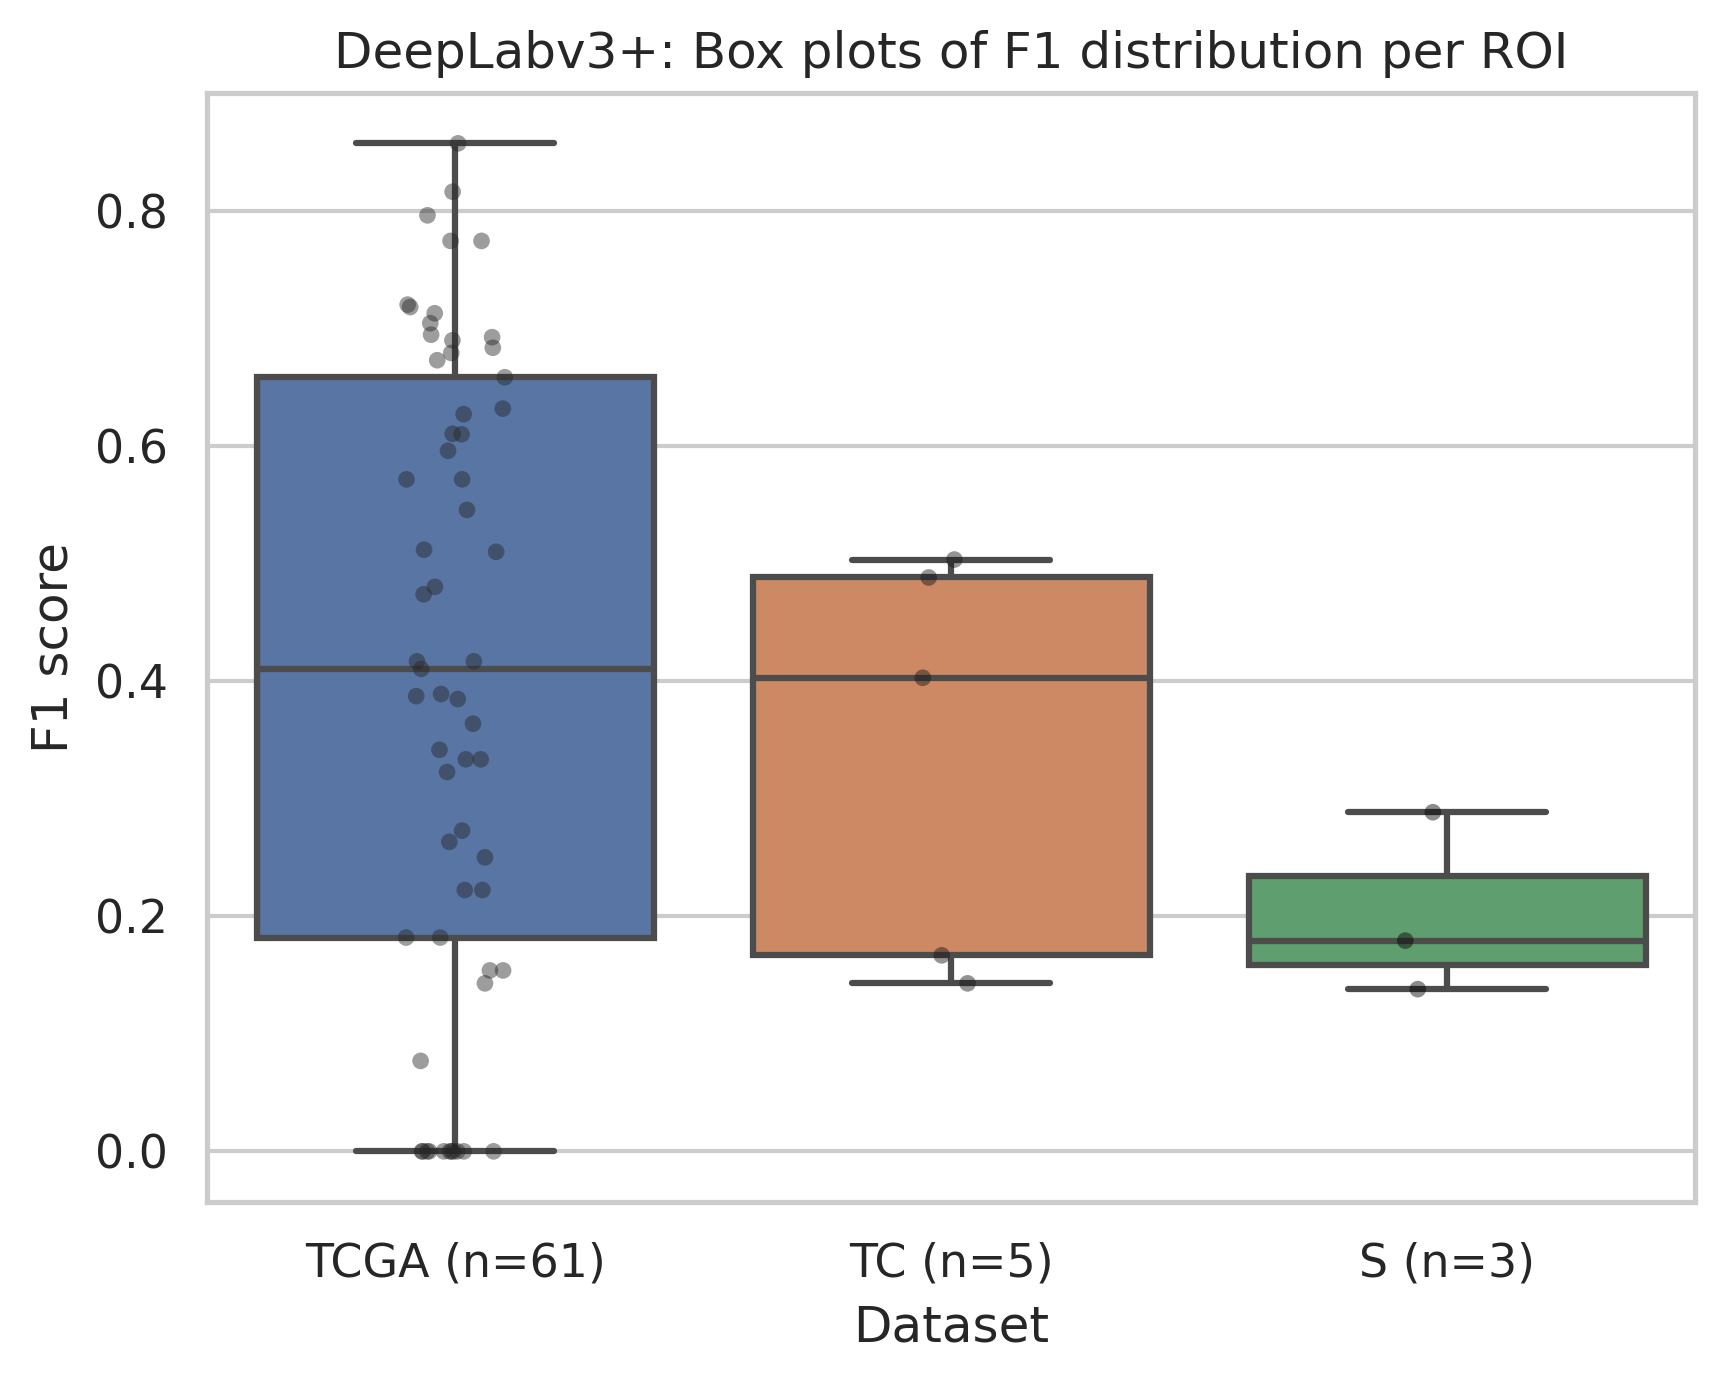 DeepLabv3+: Box plots of F1 distribution per ROI
F1 score
0.8
0.6
0.4
0.2
0.0
TCGA (n=61)
TC (n=5)
S (n=3)
Dataset